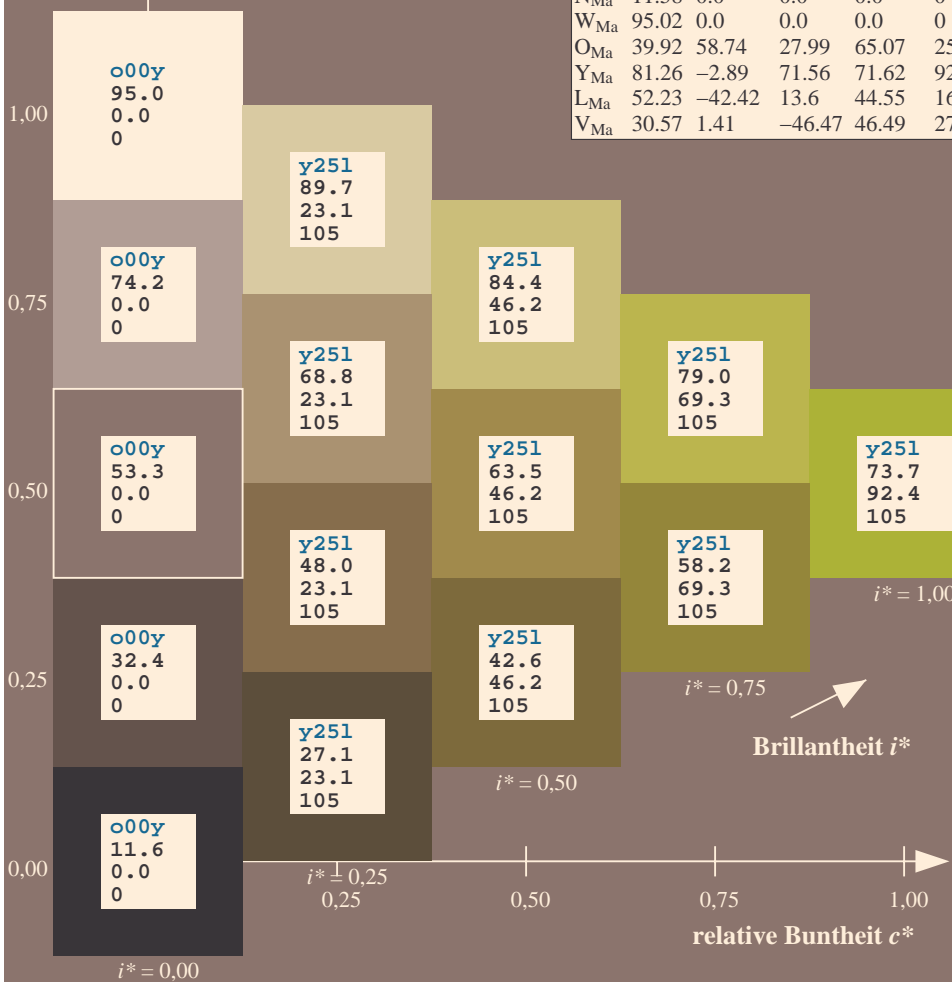 W_Ma 95.02 0.0 0.0 0.0 0
O_Ma 39.92 58.74 27.99 65.07
Y_Ma 81.26 −2.89 71.56 71.62
L_Ma 52.23 −42.42 13.6 44.55
V_Ma 30.57 1.41 −46.47 46.49
1,00
0,75
0,50
0,25
0,00
o00y
95.0
0.0
0
o00y
74.2
0.0
0
o00y
53.3
0.0
0
o00y
32.4
0.0
0
o00y
11.6
0.0
0
i* = 0,00
y25l
89.7
23.1
105
y25l
68.8
23.1
105
y25l
48.0
23.1
105
y25l
27.1
23.1
105
i* = 0,25
y25l
84.4
46.2
105
y25l
63.5
46.2
105
y25l
42.6
46.2
105
i* = 0,50
y25l
79.0
69.3
105
y25l
58.2
69.3
105
i* = 0,75
y25l
73.7
92.4
105
i* = 1,00
Brillantheit i*
0,25 0,50 0,75 1,00
relative Buntheit c*